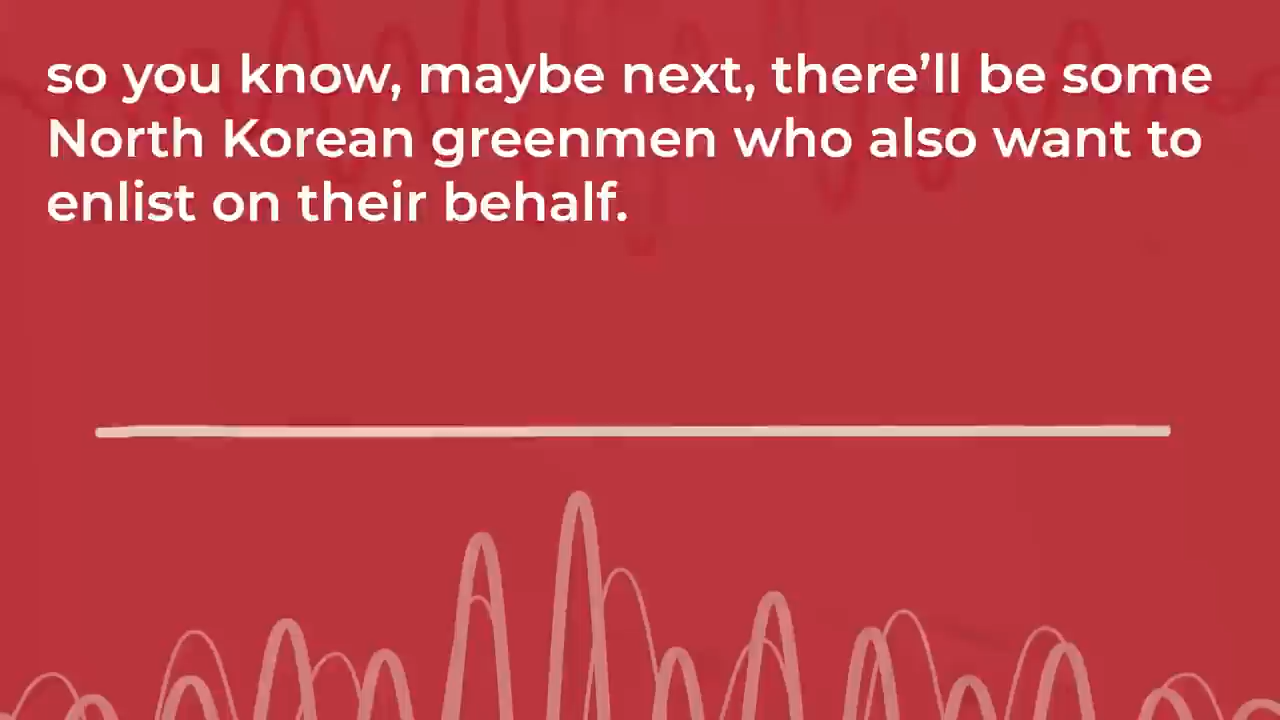 so you know, maybe next, there’ll be some
North Korean greenmen who also want to
enlist on their behalf.